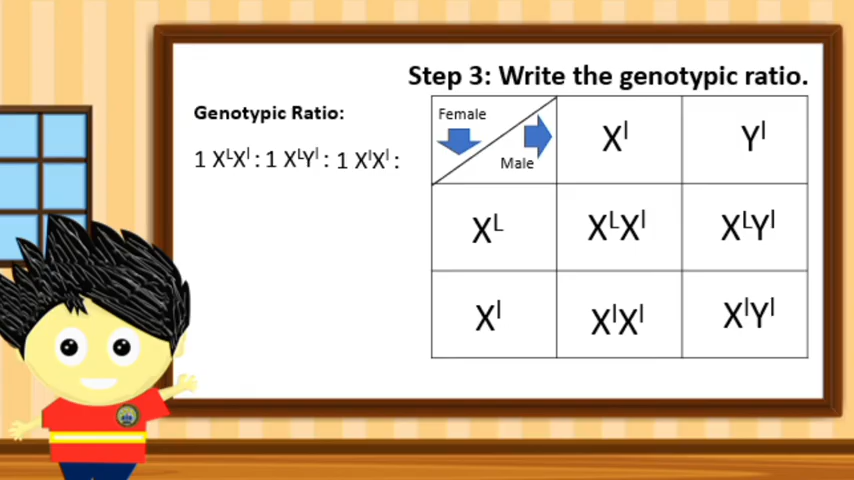 Step 3: Write the genotypic ratio.
Genotypic Ratio:
1 XᴸXˡ : 1 XᴸYˡ : 1 XˡXˡ :
Female
Male
Xˡ
Yˡ
Xᴸ
XᴸXˡ
XᴸYˡ
Xˡ
XˡXˡ
XˡYˡ